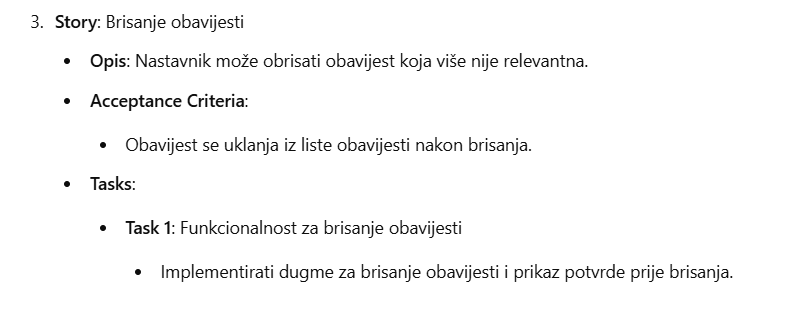 3. Story: Brisanje obavijesti
• Opis: Nastavnik može obrisati obavijest koja više nije relevantna.
• Acceptance Criteria:
• Obavijest se uklanja iz liste obavijesti nakon brisanja.
• Tasks:
• Task 1: Funkcionalnost za brisanje obavijesti
• Implementirati dugme za brisanje obavijesti i prikaz potvrde prije brisanja.